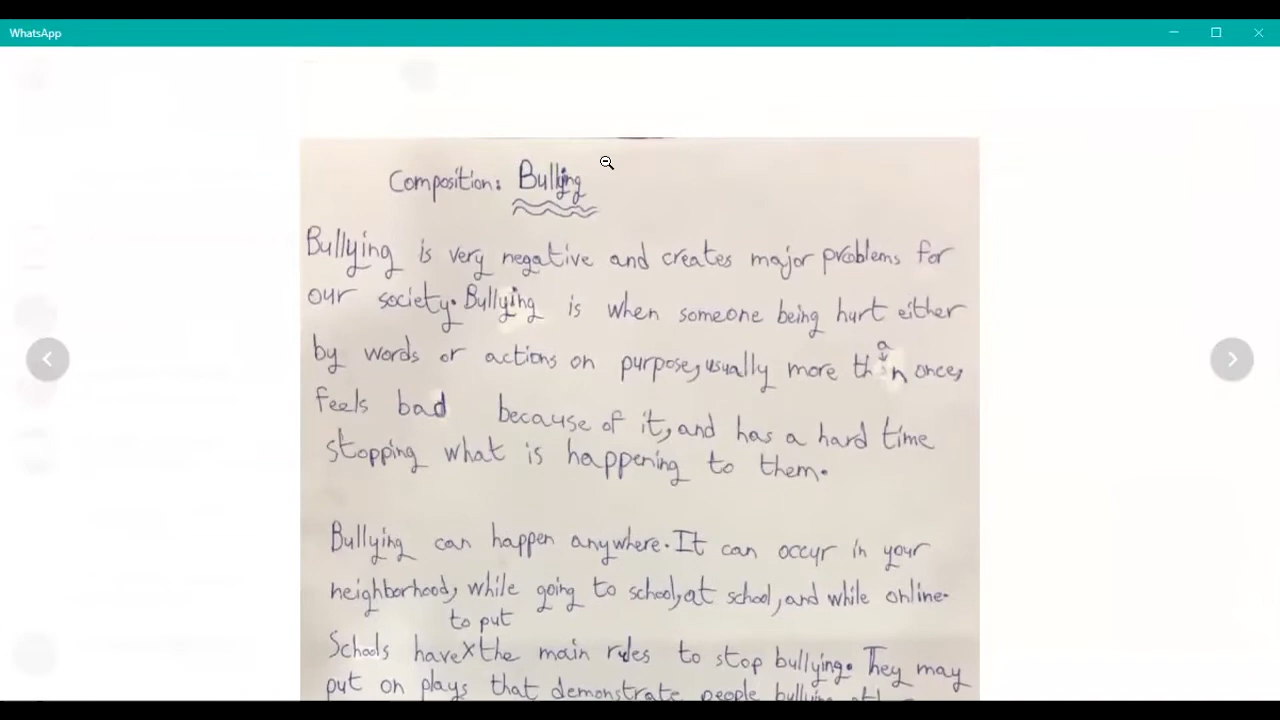 WhatsApp
Composition: Bullying
Bullying is very negative and creates major problems for
our society. Bullying is when someone being hurt either
by words or actions on purpose, usually more than once,
feels bad because of it, and has a hard time
stopping what is happening to them.
Bullying can happen anywhere. It can occur in your
neighborhood, while going to school, at school, and while online.
to put
Schools have x the main rules to stop bullying. They may
put on plays that demonstrate people bullying